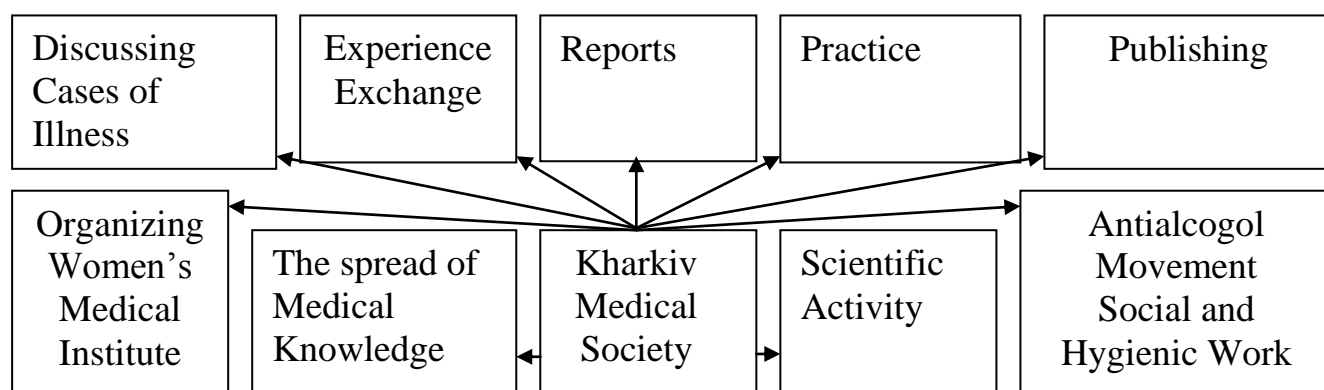 Discussing
Cases of
Illness
Experience
Exchange
Reports
Practice
Publishing
Organizing
Women’s
Medical
Institute
The spread of
Medical
Knowledge
Kharkiv
Medical
Society
Scientific
Activity
Antialcogol
Movement
Social and
Hygienic Work